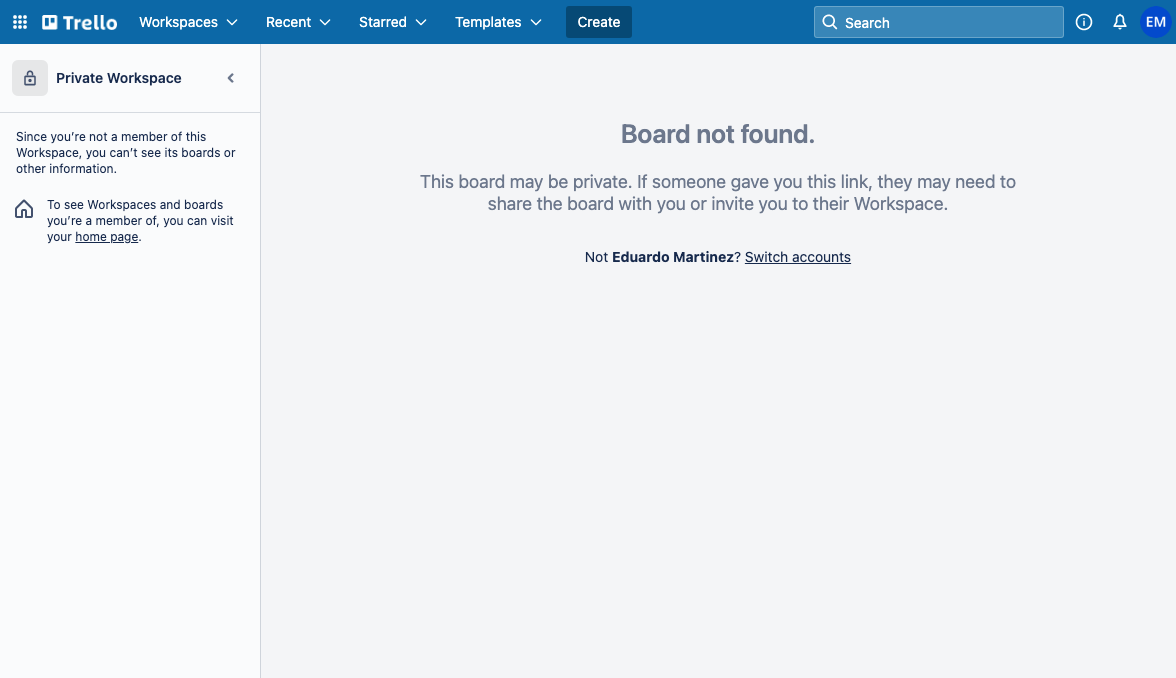 Trello Workspaces Recent Starred Templates Create Search EM
Private Workspace
Since you’re not a member of this
Workspace, you can’t see its boards or
other information.
To see Workspaces and boards
you’re a member of, you can visit
your home page.
Board not found.
This board may be private. If someone gave you this link, they may need to
share the board with you or invite you to their Workspace.
Not Eduardo Martinez? Switch accounts